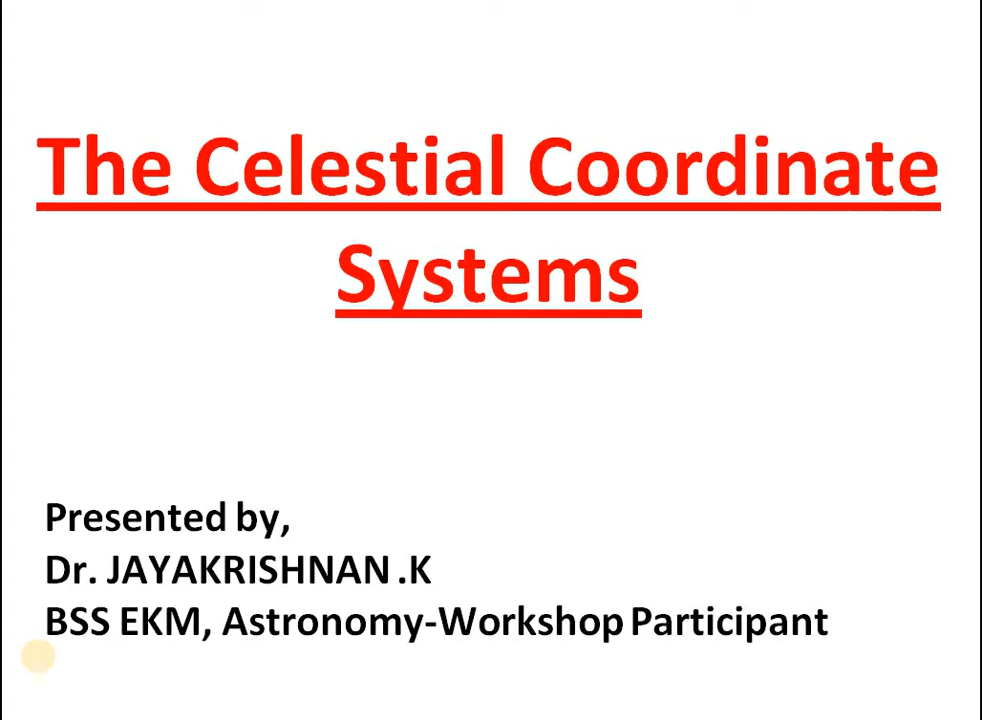 The Celestial Coordinate
Systems
Presented by,
Dr. JAYAKRISHNAN .K
BSS EKM, Astronomy-Workshop Participant